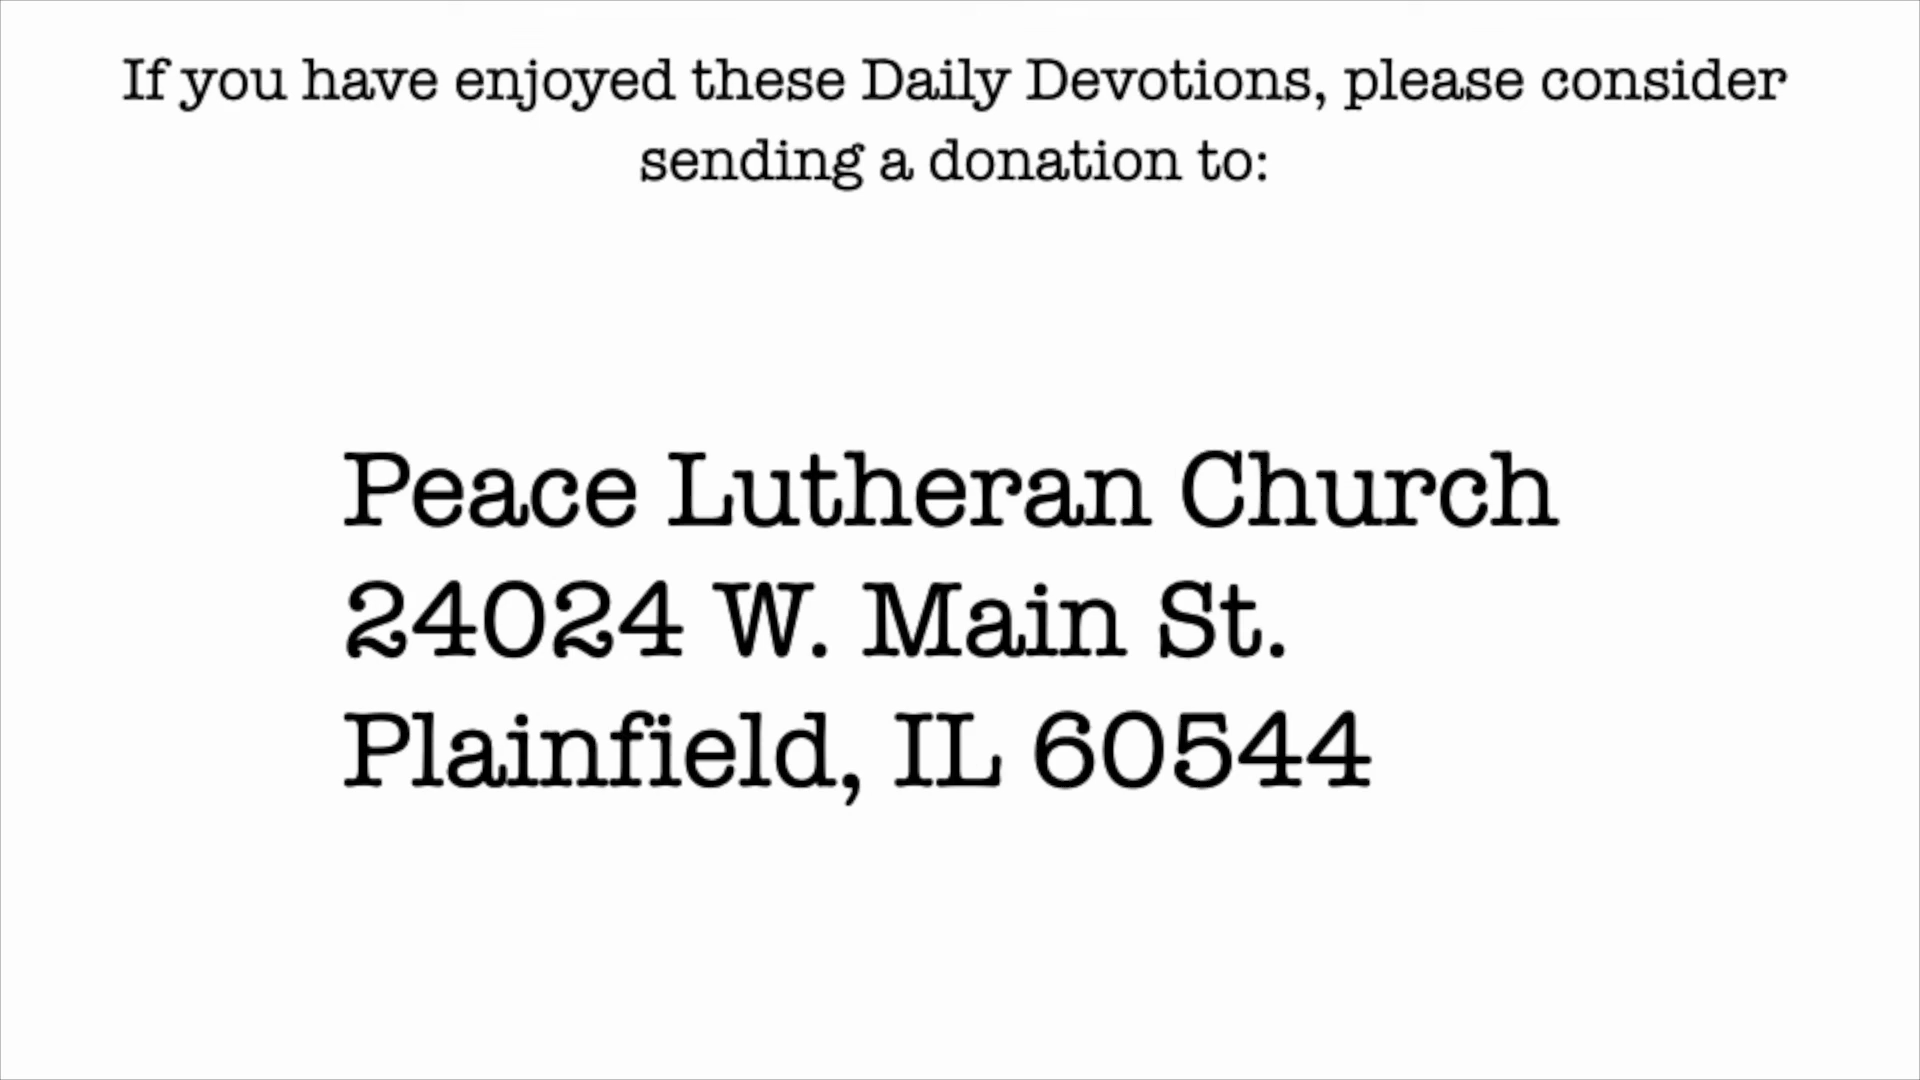 If you have enjoyed these Daily Devotions, please consider
sending a donation to:
Peace Lutheran Church
24024 W. Main St.
Plainfield, IL 60544